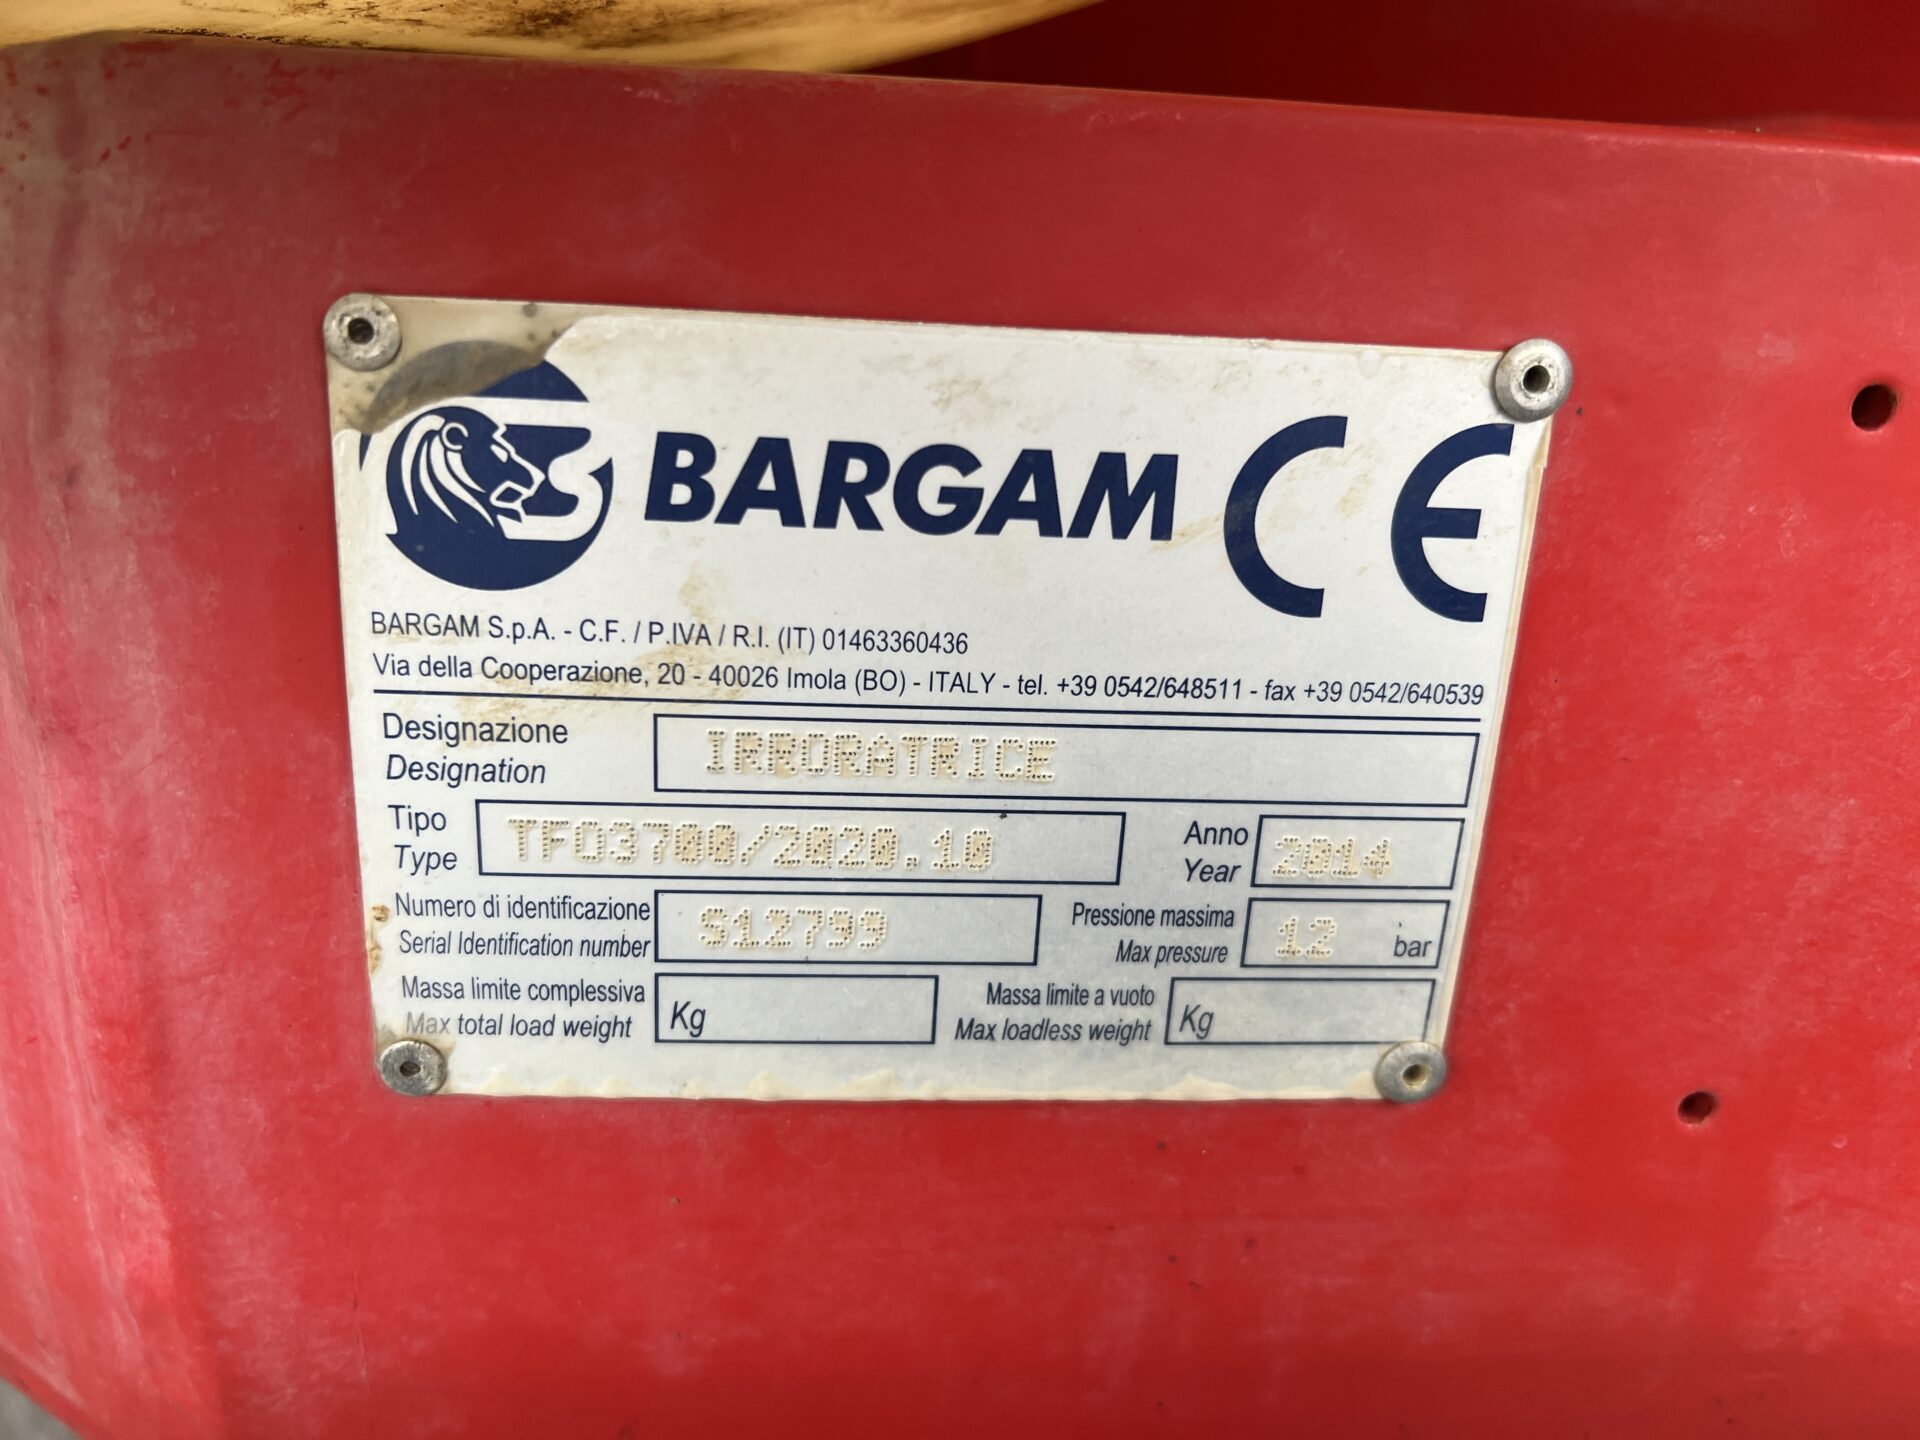 BARGAM CE
BARGAM S.p.A. - C.F. / P.IVA / R.I. (IT) 01463360436
Via della Cooperazione, 20 - 40026 Imola (BO) - ITALY - tel. +39 0542/648511 - fax +39 0542/640539
Designazione
Designation
IRRORATRICE
Tipo
Type
TFO3700/2020.10
Anno
Year
2014
Numero di identificazione
Serial Identification number
S12799
Pressione massima
Max pressure
12 bar
Massa limite complessiva
Max total load weight
Kg
Massa limite a vuoto
Max loadless weight
Kg